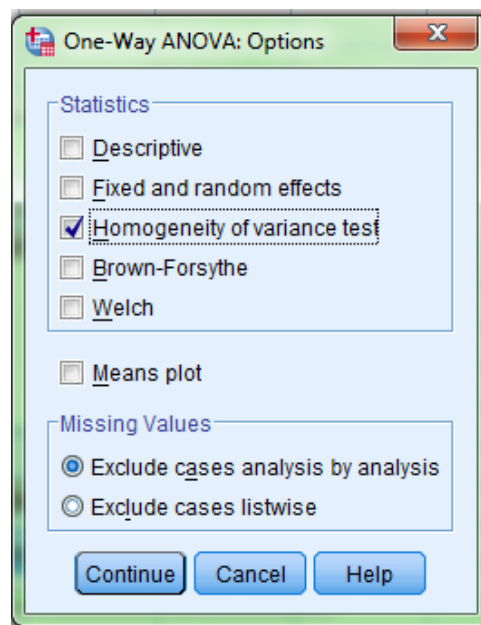 One-Way ANOVA: Options
Statistics
Descriptive
Fixed and random effects
Homogeneity of variance test
Brown-Forsythe
Welch
Means plot
Missing Values
Exclude cases analysis by analysis
Exclude cases listwise
Continue Cancel Help